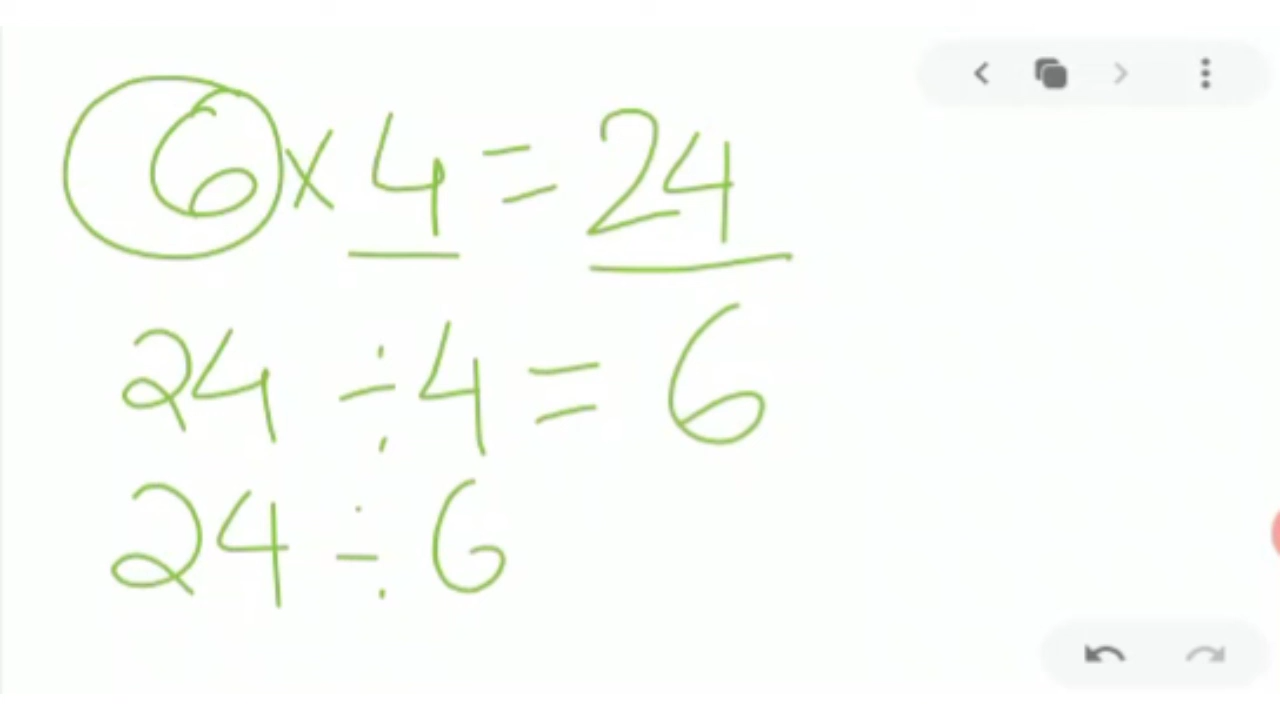 6 × 4 = 24
24 ÷ 4 = 6
24 ÷ 6